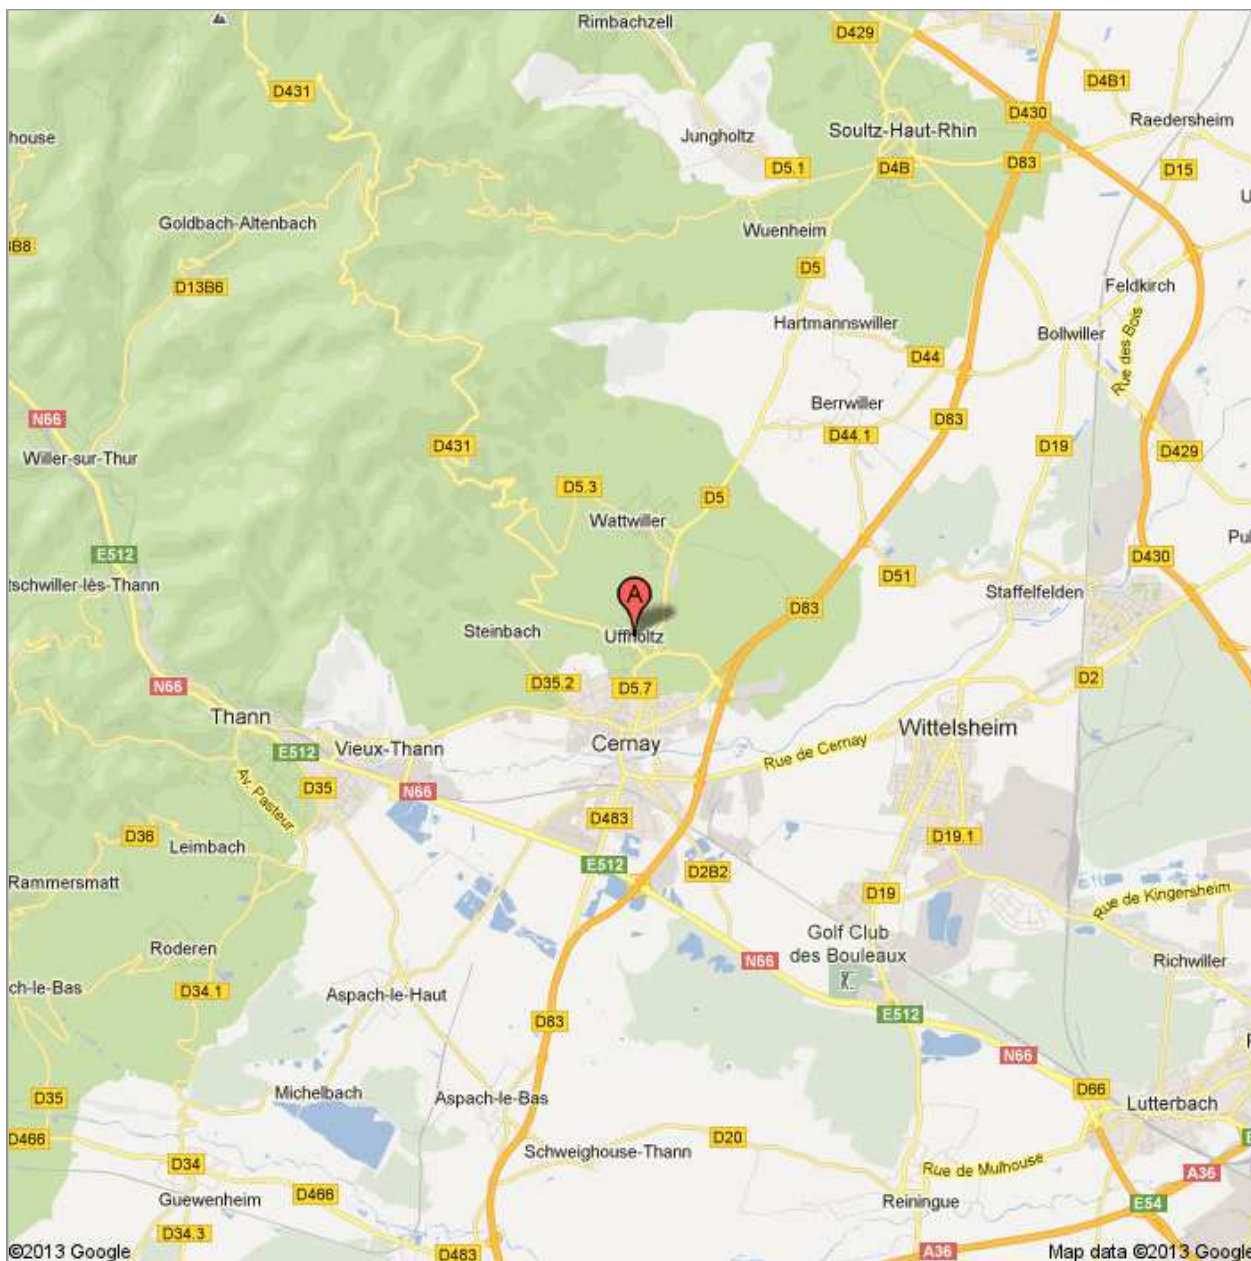 Rimbachzell
D429
D431
D4B1
D430
Raedersheim
house
Jungholtz
Soultz-Haut-Rhin
D5.1
D4B
D83
D15
Goldbach-Altenbach
Wuenheim
D5
D13B6
Feldkirch
Hartmannswiller
Bollwiller
Rue des Bois
D44
Berrwiller
N66
D83
D431
D44.1
D19
D429
Willer-sur-Thur
D5.3
D5
Wattwiller
E512
D430
D51
tschwiller-lès-Thann
Staffelfelden
A
D83
Steinbach
Uffholtz
N66
D35.2
D5.7
D2
Thann
Wittelsheim
E512
Vieux-Thann
Cernay
Rue de Cernay
Av. Pasteur
D35
N66
D483
D36
Leimbach
D19.1
E512
D2B2
Rammersmatt
D19
Rue de Kingersheim
Golf Club
des Bouleaux
Roderen
N66
Richwiller
ch-le-Bas
D34.1
Aspach-le-Haut
E512
D83
N66
Michelbach
D35
Aspach-le-Bas
D66
Lutterbach
D466
D20
Schweighouse-Thann
D34
Rue de Mulhouse
A36
Guewenheim
D466
Reiningue
E54
D34.3
D483
A36
©2013 Google
Map data ©2013 Google